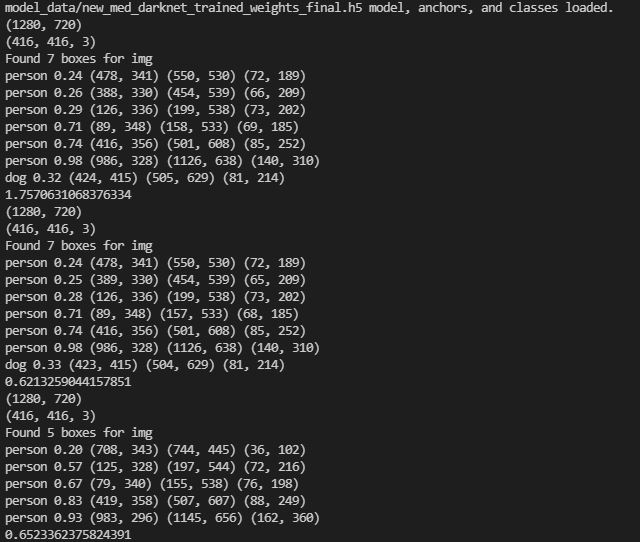 model_data/new_med_darknet_trained_weights_final.h5 model, anchors, and classes loaded.
(1280, 720)
(416, 416, 3)
Found 7 boxes for img
person 0.24 (478, 341) (550, 530) (72, 189)
person 0.26 (388, 330) (454, 539) (66, 209)
person 0.29 (126, 336) (199, 538) (73, 202)
person 0.71 (89, 348) (158, 533) (69, 185)
person 0.74 (416, 356) (501, 608) (85, 252)
person 0.98 (986, 328) (1126, 638) (140, 310)
dog 0.32 (424, 415) (505, 629) (81, 214)
1.7570631068376334
(1280, 720)
(416, 416, 3)
Found 7 boxes for img
person 0.24 (478, 341) (550, 530) (72, 189)
person 0.25 (389, 330) (454, 539) (65, 209)
person 0.28 (126, 336) (199, 538) (73, 202)
person 0.71 (89, 348) (157, 533) (68, 185)
person 0.74 (416, 356) (501, 608) (85, 252)
person 0.98 (986, 328) (1126, 638) (140, 310)
dog 0.33 (423, 415) (504, 629) (81, 214)
0.6213259044157851
(1280, 720)
(416, 416, 3)
Found 5 boxes for img
person 0.20 (708, 343) (744, 445) (36, 102)
person 0.57 (125, 328) (197, 544) (72, 216)
person 0.67 (79, 340) (155, 538) (76, 198)
person 0.83 (419, 358) (507, 607) (88, 249)
person 0.93 (983, 296) (1145, 656) (162, 360)
0.6523362375824391